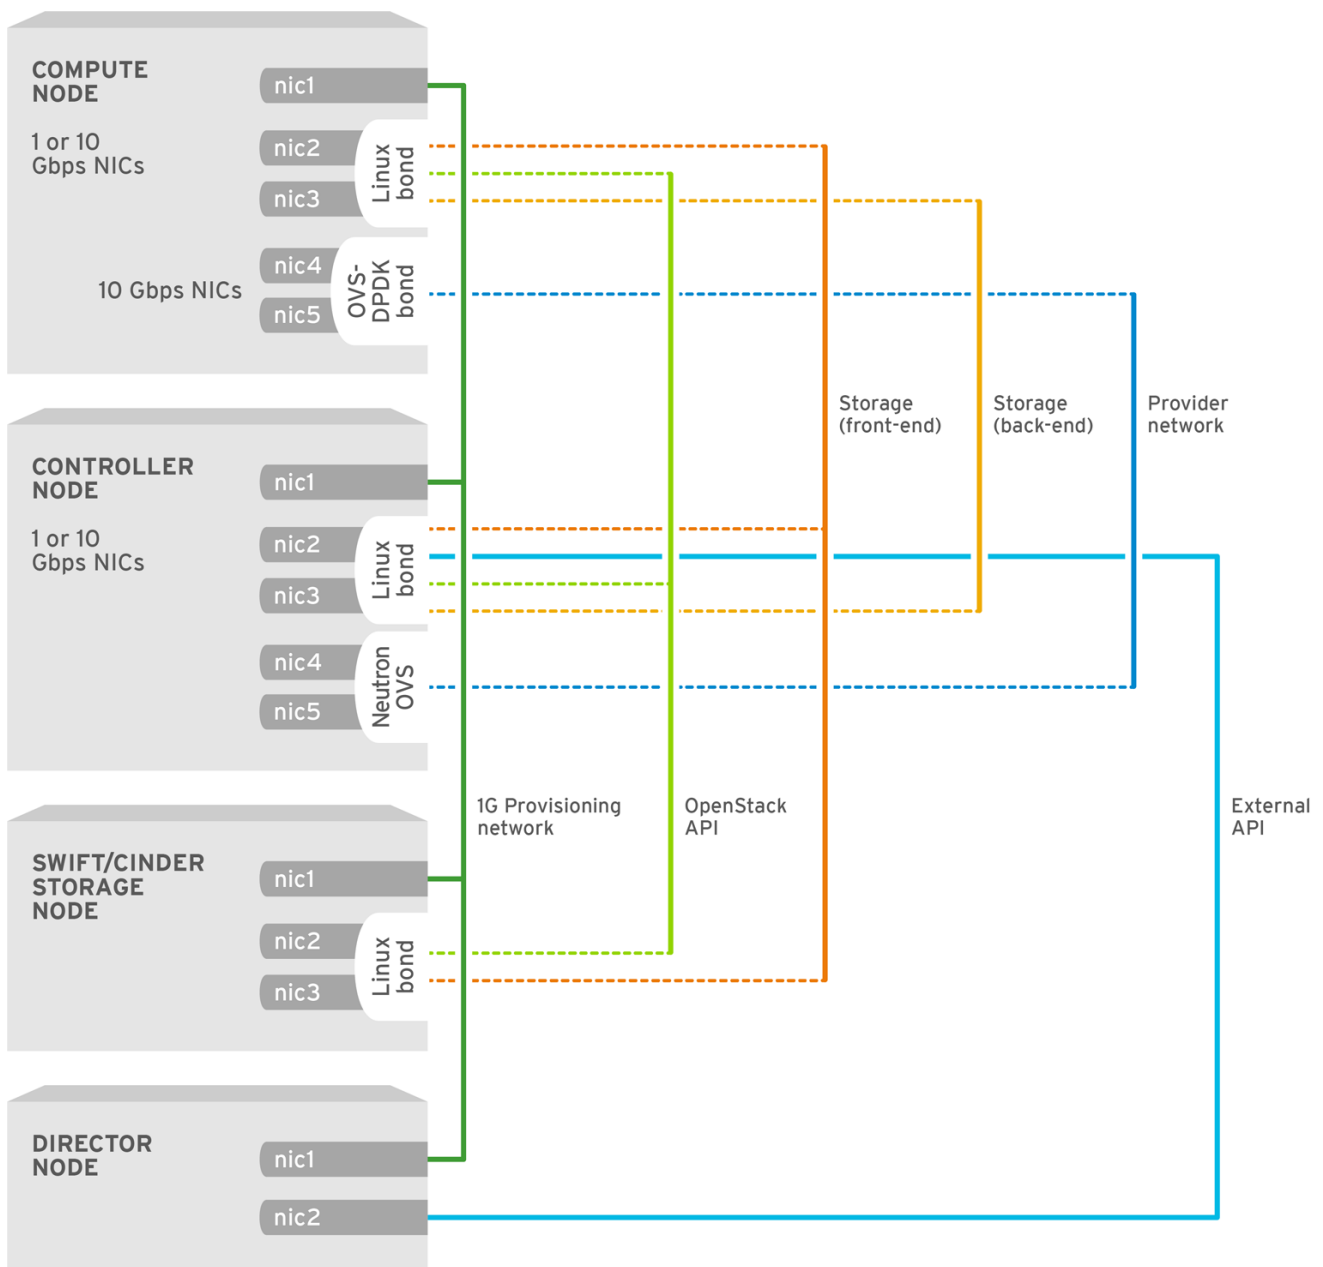 COMPUTE
NODE
nic1
1 or 10
Gbps NICs
nic2
nic3
Linux
bond
nic4
10 Gbps NICs
nic5
OVS-
DPDK
bond
Storage
(front-end)
Storage
(back-end)
Provider
network
CONTROLLER
NODE
nic1
1 or 10
Gbps NICs
nic2
nic3
Linux
bond
nic4
nic5
Neutron
OVS
1G Provisioning
network
OpenStack
API
External
API
SWIFT/CINDER
STORAGE
NODE
nic1
nic2
nic3
Linux
bond
DIRECTOR
NODE
nic1
nic2